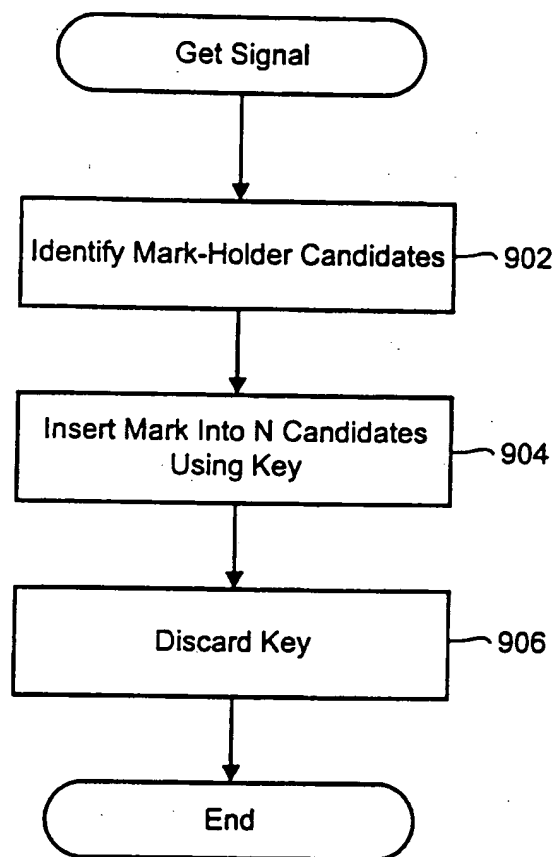 Get Signal
Identify Mark-Holder Candidates
902
Insert Mark Into N Candidates
Using Key
904
Discard Key
906
End